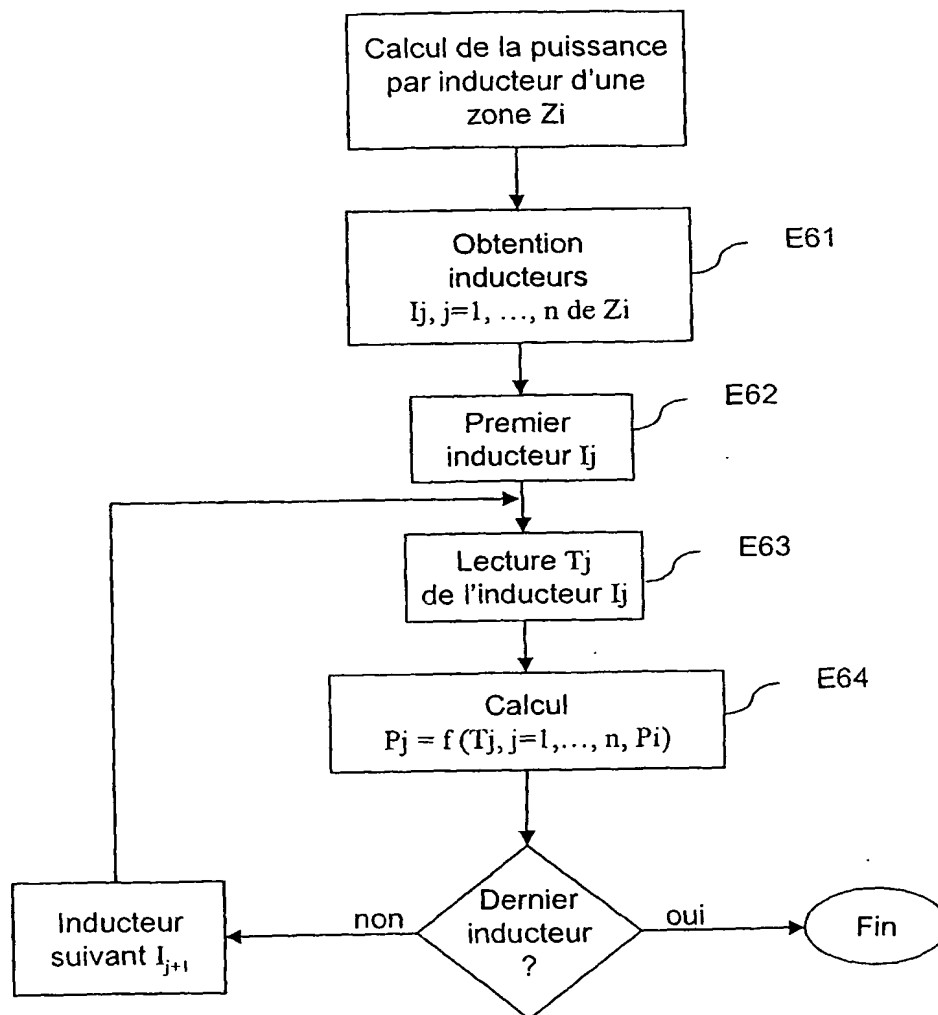 Calcul de la puissance
par inducteur d'une
zone Zi
Obtention
inducteurs
Ij, j=1, ..., n de Zi
E61
Premier
inducteur Ij
E62
Lecture Tj
de l'inducteur Ij
E63
Calcul
Pj = f (Tj, j=1,..., n, Pi)
E64
Dernier
inducteur
?
non
oui
Inducteur
suivant Ij+1
Fin